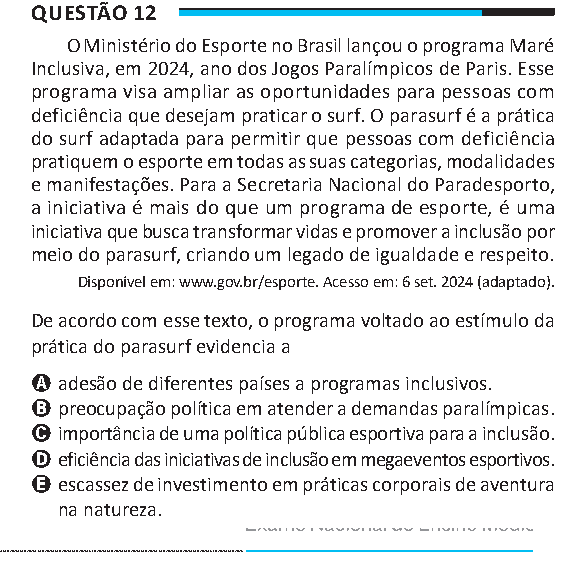 QUESTÃO 12
O Ministério do Esporte no Brasil lançou o programa Maré
Inclusiva, em 2024, ano dos Jogos Paralímpicos de Paris. Esse
programa visa ampliar as oportunidades para pessoas com
deficiência que desejam praticar o surf. O parasurf é a prática
do surf adaptada para permitir que pessoas com deficiência
pratiquem o esporte em todas as suas categorias, modalidades
e manifestações. Para a Secretaria Nacional do Paradesporto,
a iniciativa é mais do que um programa de esporte, é uma
iniciativa que busca transformar vidas e promover a inclusão por
meio do parasurf, criando um legado de igualdade e respeito.
Disponível em: www.gov.br/esporte. Acesso em: 6 set. 2024 (adaptado).
De acordo com esse texto, o programa voltado ao estímulo da
prática do parasurf evidencia a
A adesão de diferentes países a programas inclusivos.
B preocupação política em atender a demandas paralímpicas.
C importância de uma política pública esportiva para a inclusão.
D eficiência das iniciativas de inclusão em megaeventos esportivos.
E escassez de investimento em práticas corporais de aventura
na natureza.